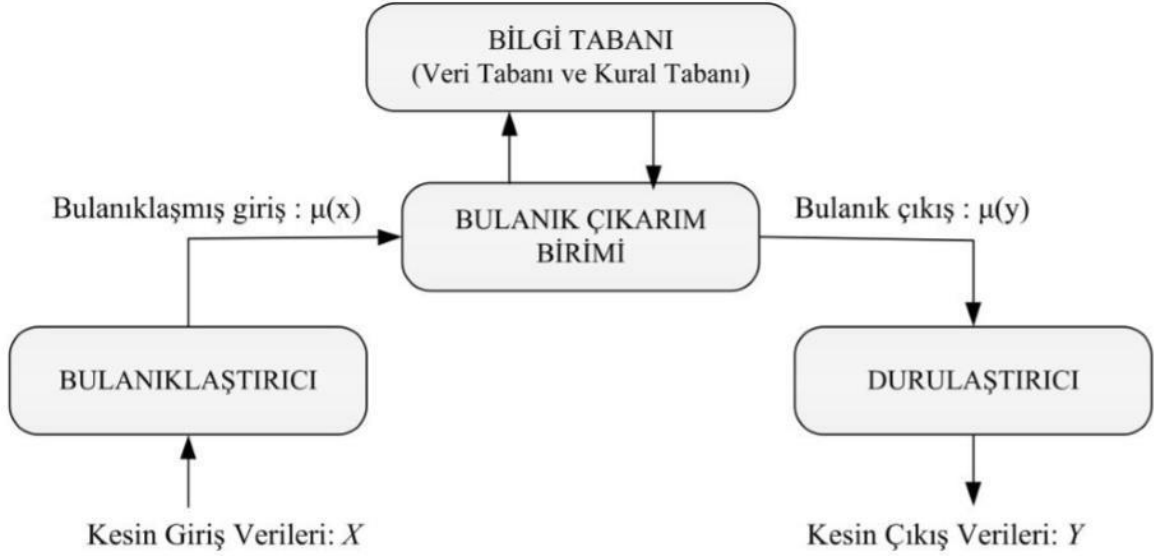 BİLGİ TABANI
(Veri Tabanı ve Kural Tabanı)
Bulanıklaşmış giriş : μ(x)
BULANIK ÇIKARIM
BİRİMİ
Bulanık çıkış : μ(y)
BULANIKLAŞTIRICI
DURULAŞTIRICI
Kesin Giriş Verileri: X
Kesin Çıkış Verileri: Y